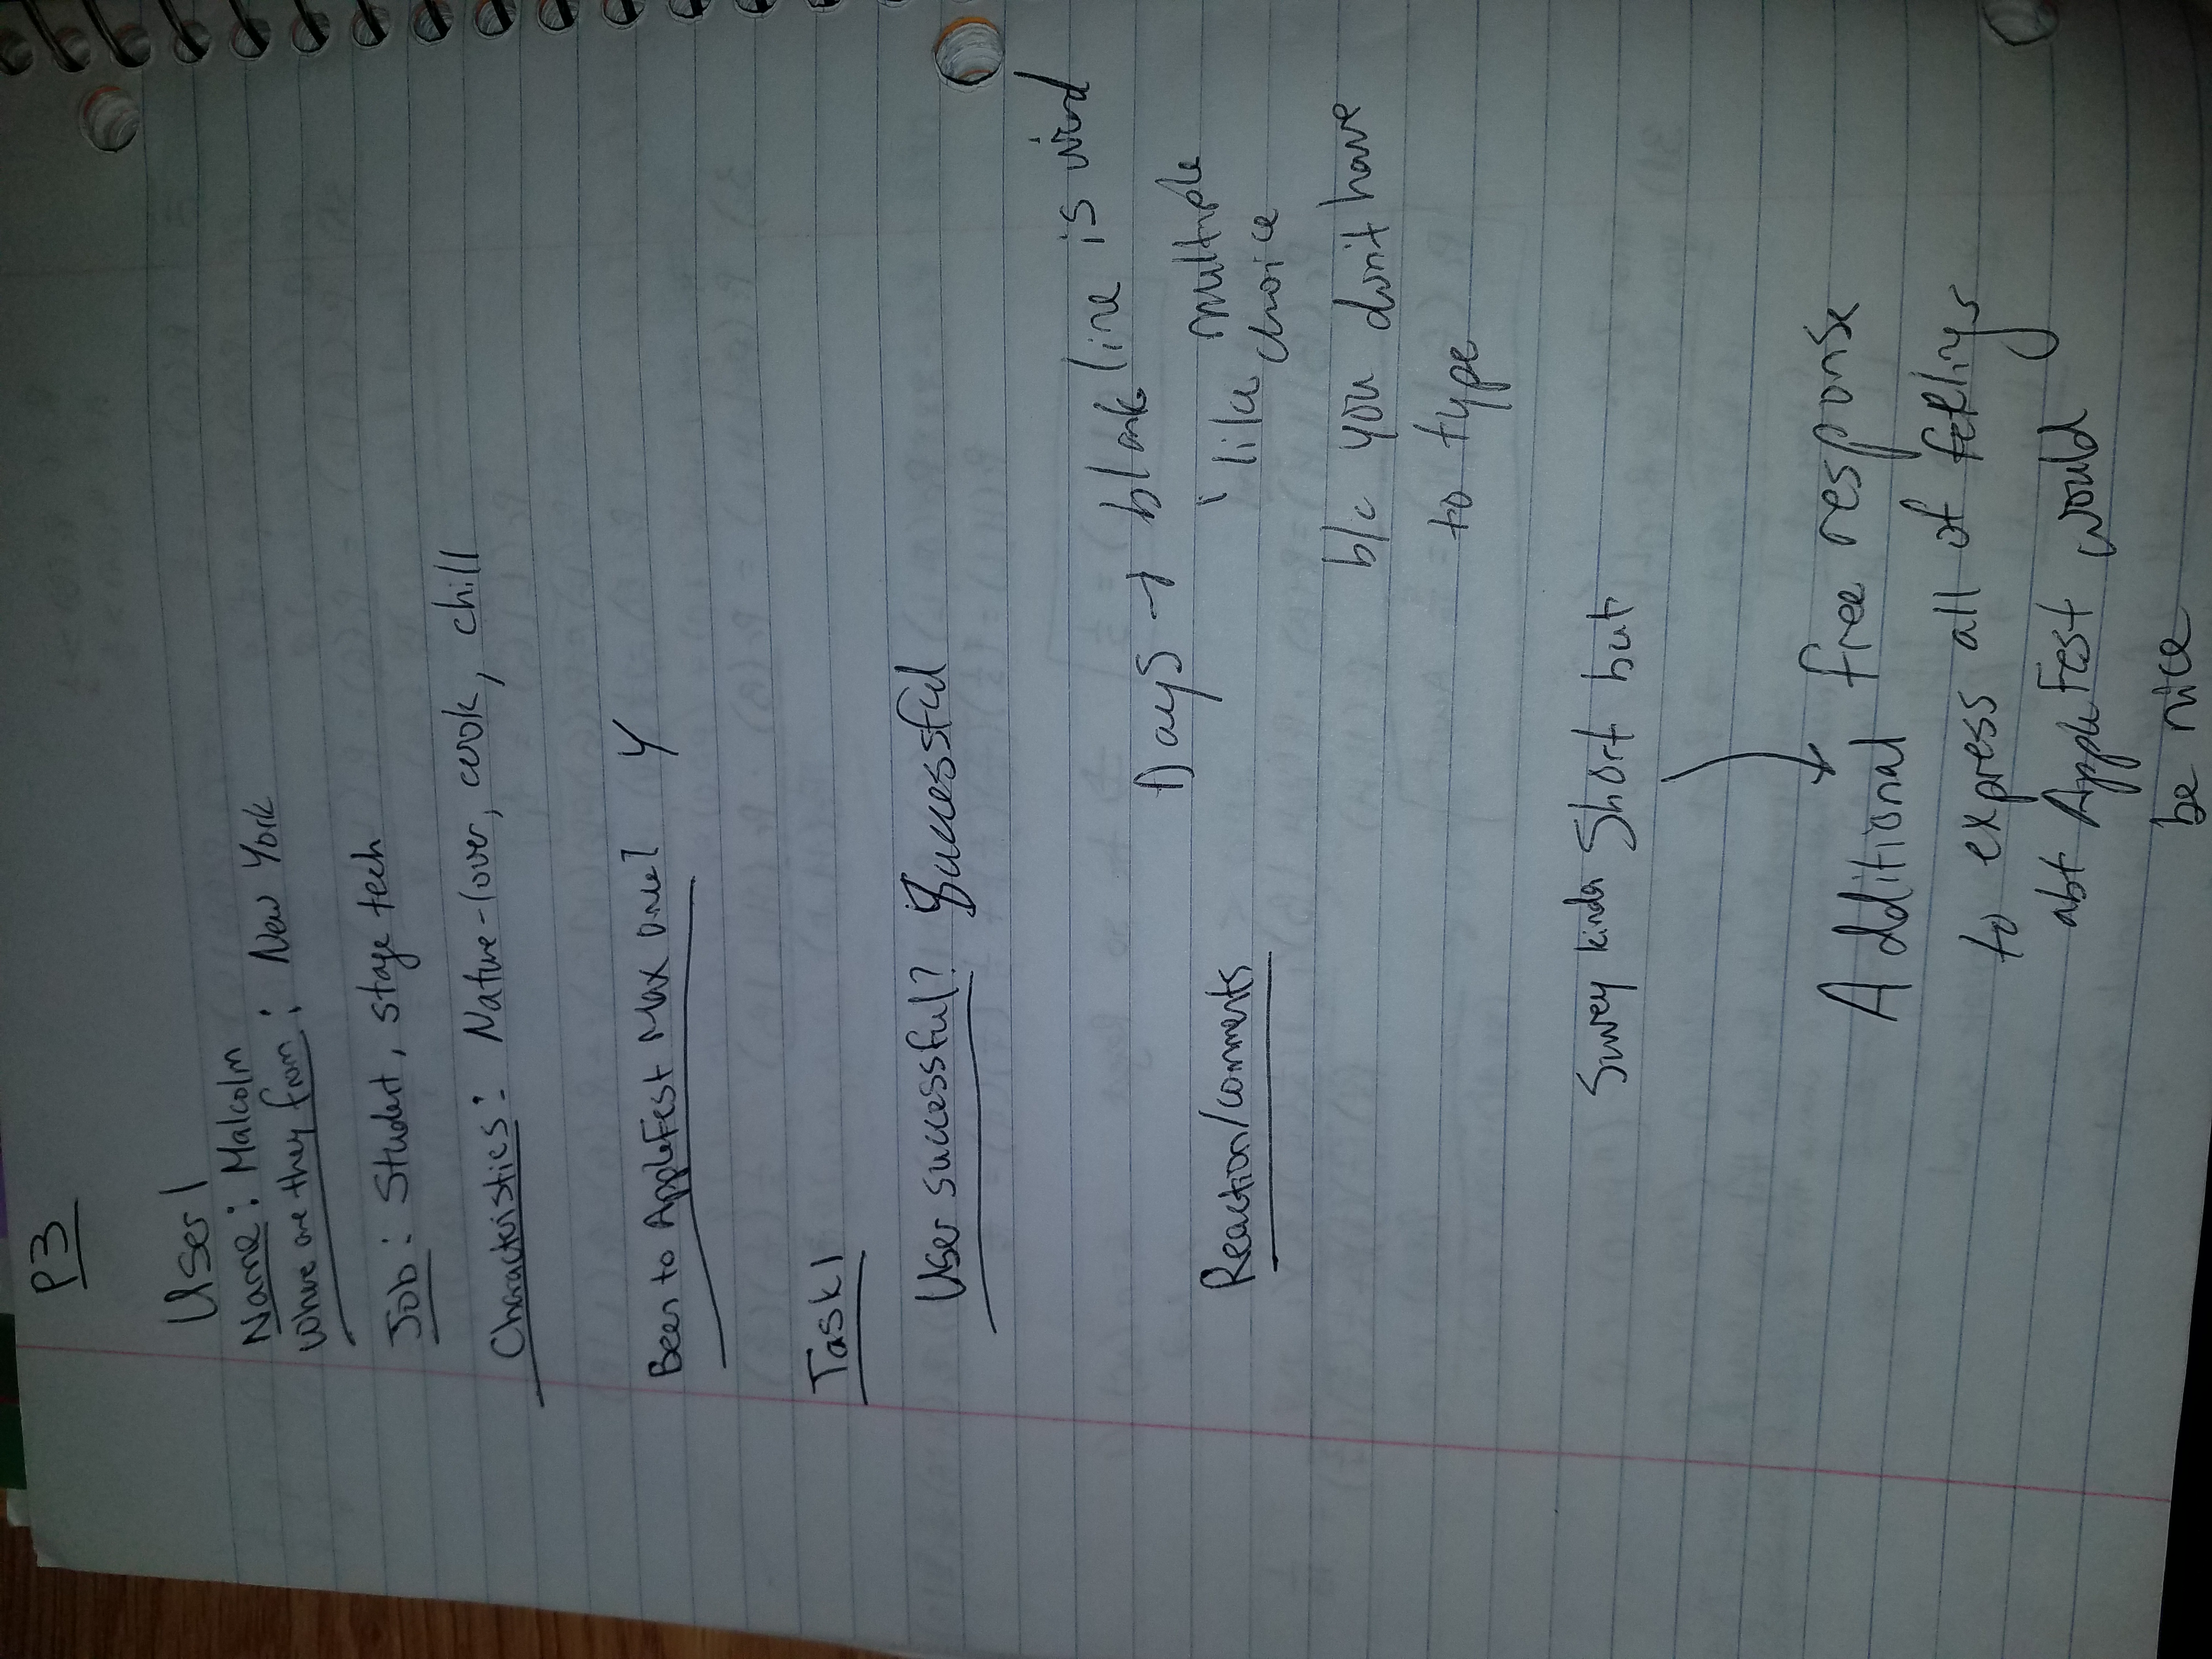 P3
User 1
Name: Malcolm
Where are they from: New York
Job: Student, stage tech
Characteristics: Nature-lover, cook, chill
Been to AppleFest Max Once? Y
Task 1
User successful? Successful
Days → blank line is weird
Reaction/comments
like multiple
choice
b/c you don't have
to type
Survey kinda short but
Additional free response
to express all of feelings
abt AppleFest would
be nice